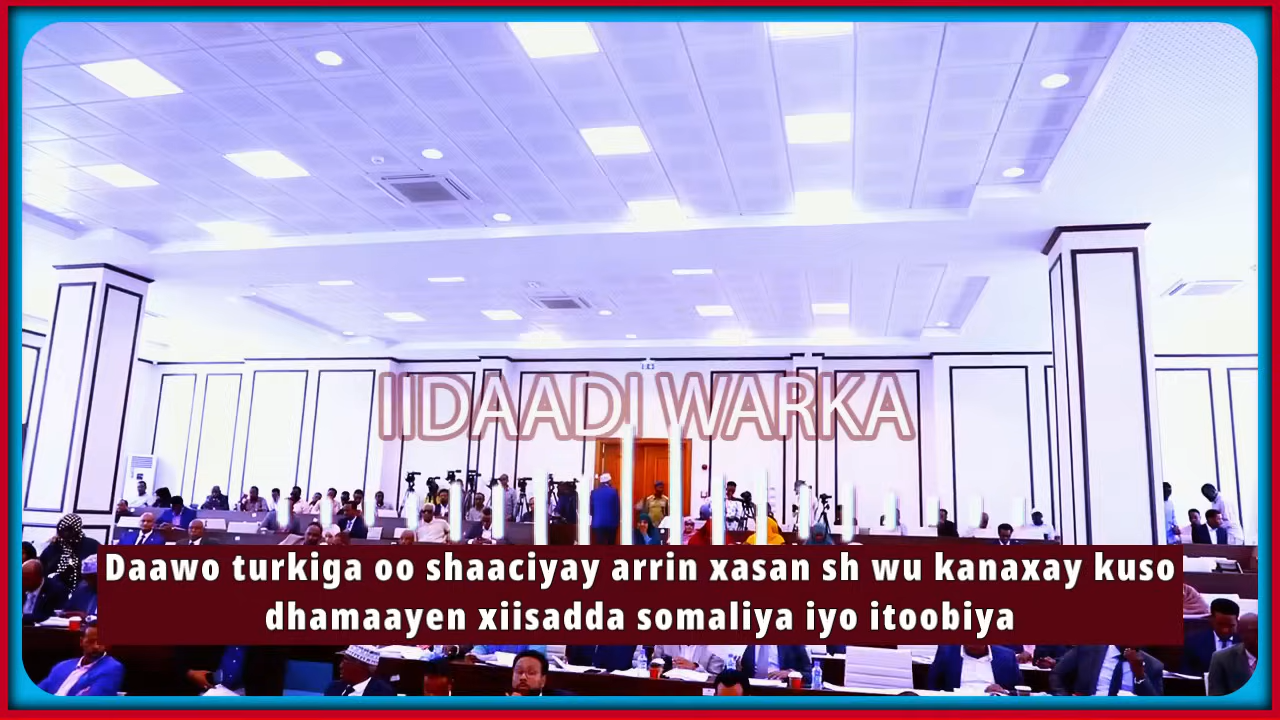 IIDAADI WARKA
Daawo turkiga oo shaaciyay arrin xasan sh wu kanaxay kuso
dhamaayen xiisadda somaliya iyo itoobiya